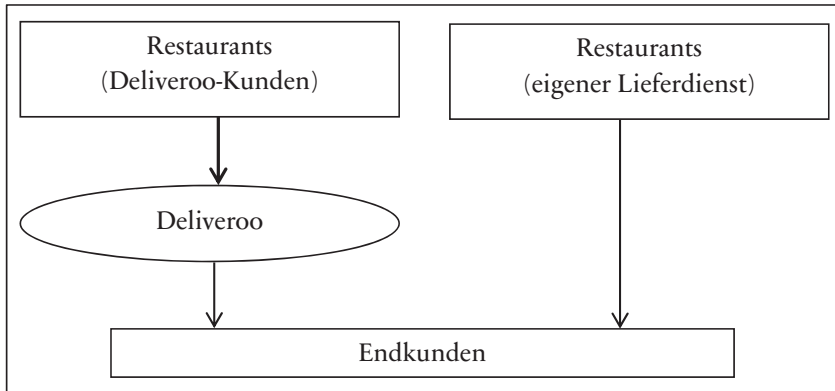 Restaurants
(Deliveroo-Kunden)
Restaurants
(eigener Lieferdienst)
Deliveroo
Endkunden